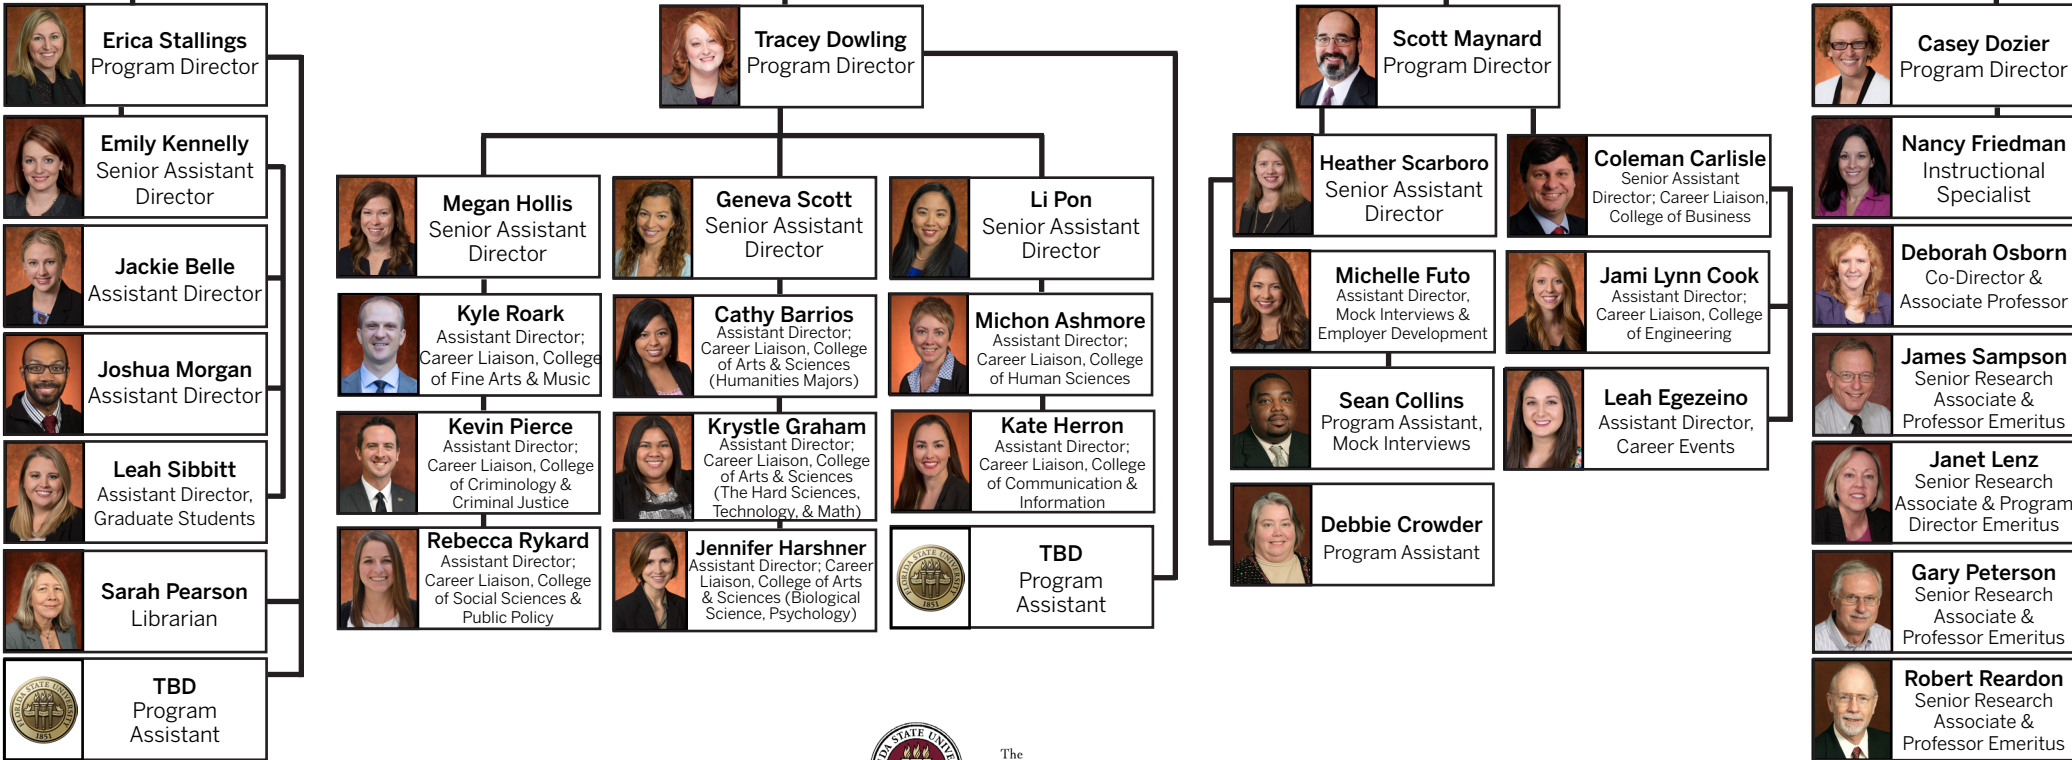 Erica Stallings
Program Director
Emily Kennelly
Senior Assistant
Director
Jackie Belle
Assistant Director
Joshua Morgan
Assistant Director
Leah Sibbitt
Assistant Director,
Graduate Students
Sarah Pearson
Librarian
FLORIDA STATE UNIVERSITY
1851
TBD
Program
Assistant
Tracey Dowling
Program Director
Megan Hollis
Senior Assistant
Director
Kyle Roark
Assistant Director;
Career Liaison, College
of Fine Arts & Music
Kevin Pierce
Assistant Director;
Career Liaison, College
of Criminology &
Criminal Justice
Rebecca Rykard
Assistant Director;
Career Liaison, College
of Social Sciences &
Public Policy
Geneva Scott
Senior Assistant
Director
Cathy Barrios
Assistant Director;
Career Liaison, College
of Arts & Sciences
(Humanities Majors)
Krystle Graham
Assistant Director;
Career Liaison, College
of Arts & Sciences
(The Hard Sciences,
Technology, & Math)
Jennifer Harshner
Assistant Director; Career
Liaison, College of Arts
& Sciences (Biological
Science, Psychology)
Li Pon
Senior Assistant
Director
Michon Ashmore
Assistant Director;
Career Liaison, College
of Human Sciences
Kate Herron
Assistant Director;
Career Liaison, College
of Communication &
Information
FLORIDA STATE UNIVERSITY
1851
TBD
Program
Assistant
Scott Maynard
Program Director
Heather Scarboro
Senior Assistant
Director
Michelle Futo
Assistant Director,
Mock Interviews &
Employer Development
Sean Collins
Program Assistant,
Mock Interviews
Debbie Crowder
Program Assistant
Coleman Carlisle
Senior Assistant
Director; Career Liaison,
College of Business
Jami Lynn Cook
Assistant Director;
Career Liaison, College
of Engineering
Leah Egezeino
Assistant Director,
Career Events
Casey Dozier
Program Director
Nancy Friedman
Instructional
Specialist
Deborah Osborn
Co-Director &
Associate Professor
James Sampson
Senior Research
Associate &
Professor Emeritus
Janet Lenz
Senior Research
Associate & Program
Director Emeritus
Gary Peterson
Senior Research
Associate &
Professor Emeritus
Robert Reardon
Senior Research
Associate &
Professor Emeritus
STATE
The